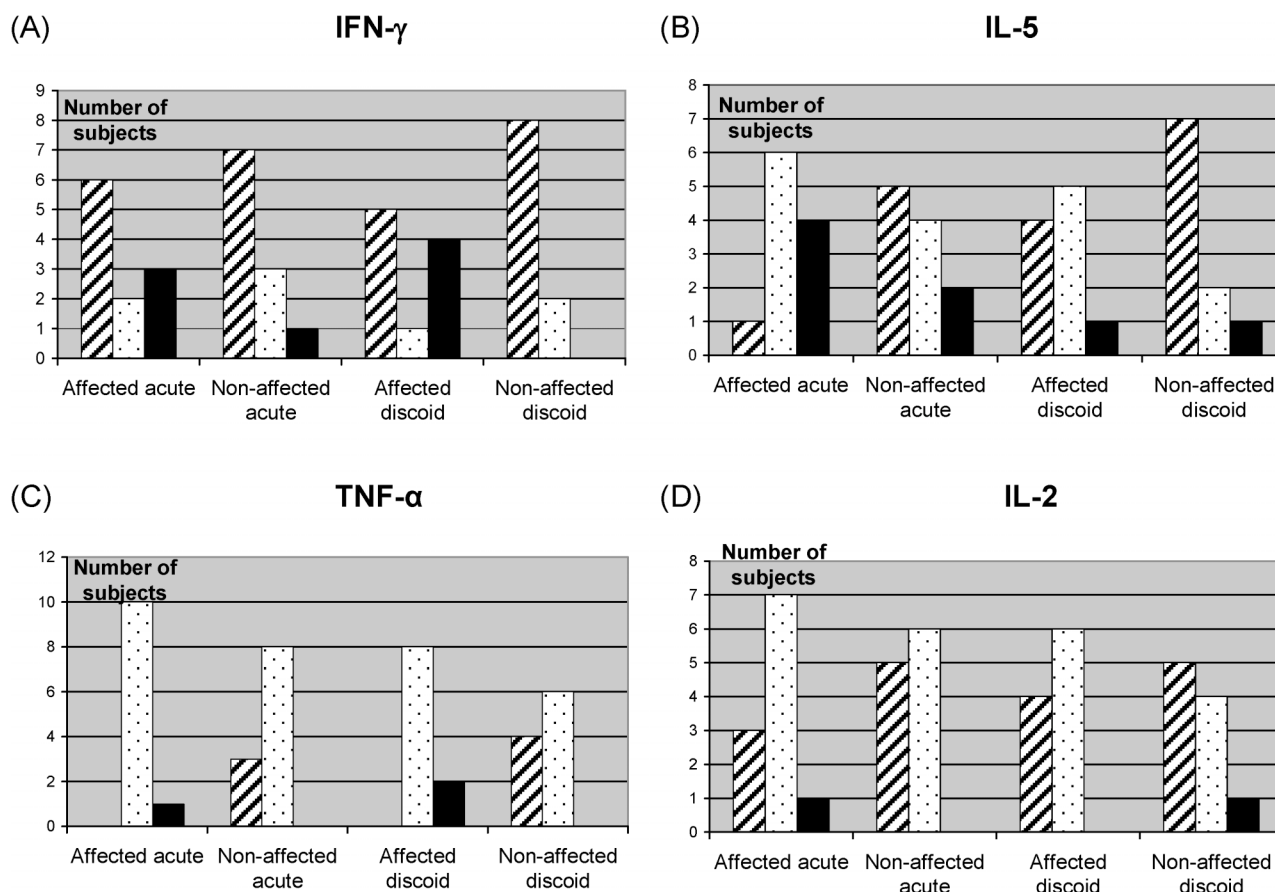 (A) IFN-γ
Number of
subjects
9
8
7
6
5
4
3
2
1
0
Affected acute Non-affected acute Affected discoid Non-affected discoid
(B) IL-5
Number of
subjects
8
7
6
5
4
3
2
1
0
Affected acute Non-affected acute Affected discoid Non-affected discoid
(C) TNF-α
Number of
subjects
12
10
8
6
4
2
0
Affected acute Non-affected acute Affected discoid Non-affected discoid
(D) IL-2
Number of
subjects
8
7
6
5
4
3
2
1
0
Affected acute Non-affected acute Affected discoid Non-affected discoid